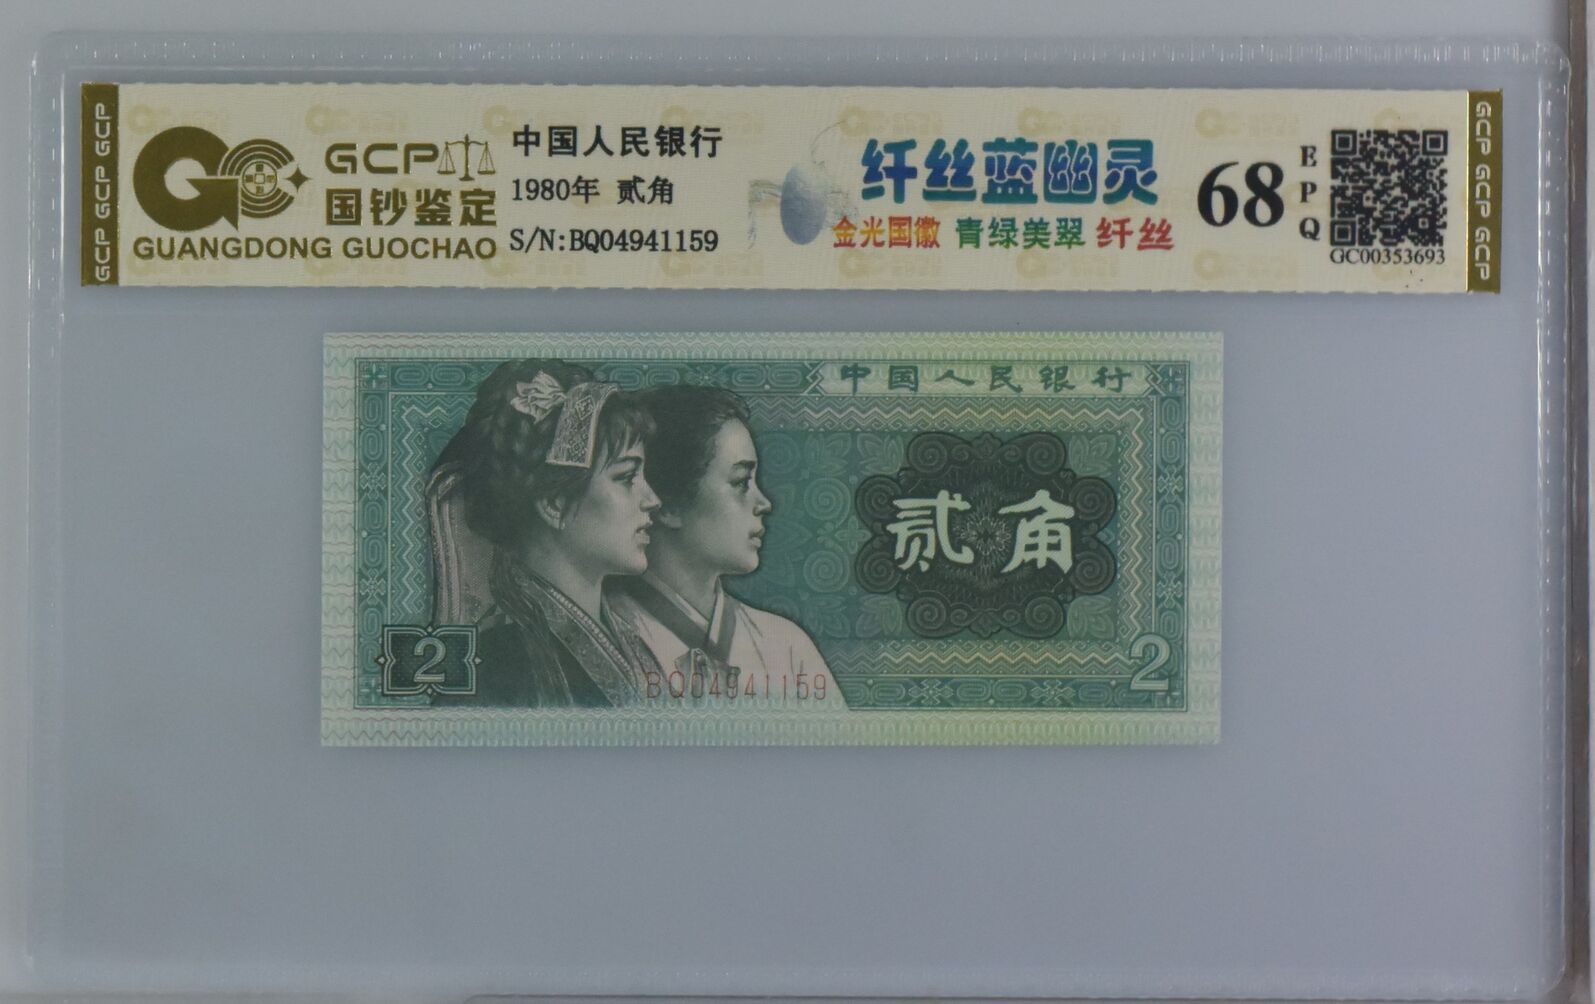 GCP GCP GCP
GCP
国钞鉴定
GUANGDONG GUOCHAO
中国人民银行
1980年 贰角
S/N:BQ04941159
纤丝蓝幽灵
金光国徽 青绿美翠 纤丝
68
EPQ
GC00353693
GCP GCP GCP
中国人民银行
贰角
2
2
BQ04941159